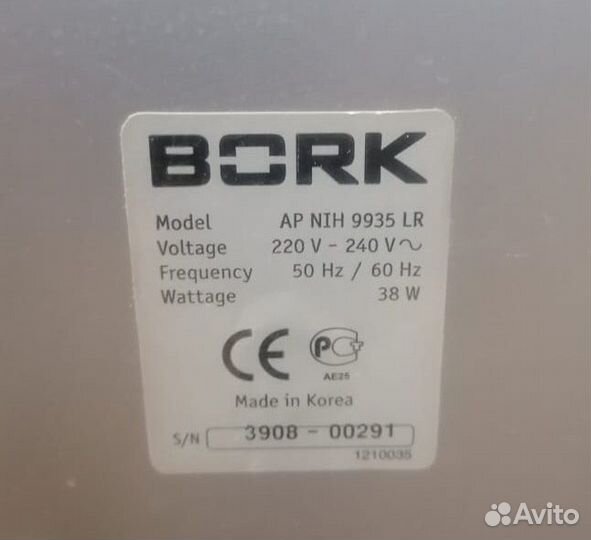 BORK
Model AP NIH 9935 LR
Voltage 220 V - 240 V~
Frequency 50 Hz / 60 Hz
Wattage 38 W
CE PCT
AE25
Made in Korea
S/N 3908 - 00291
1210035
Avito